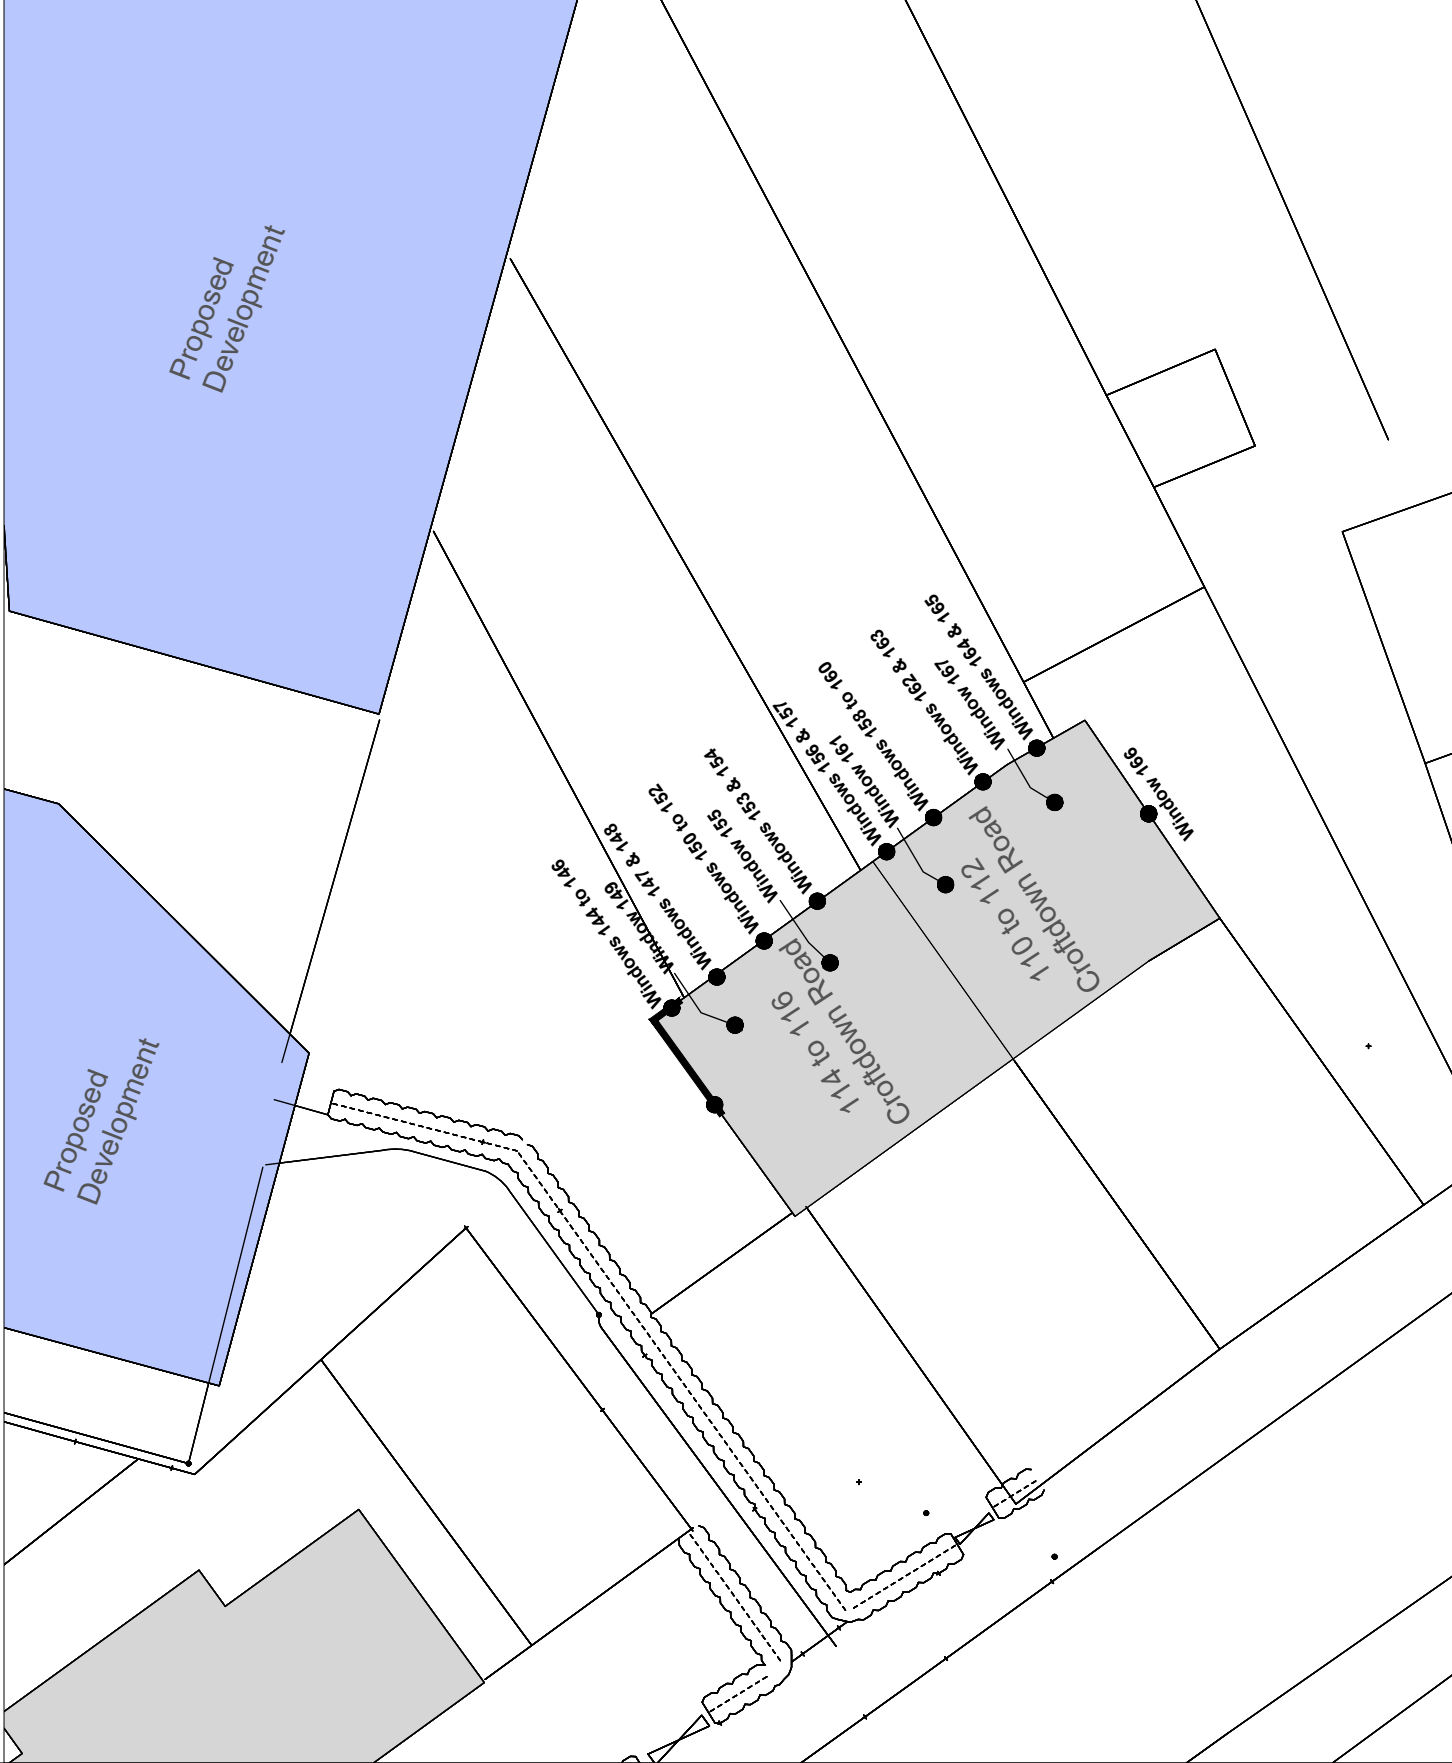 Proposed
Development
Proposed
Development
Windows 144 to 146
Window 149
Windows 147 & 148
Windows 150 to 152
Window 155
Windows 153 & 154
Windows 156 & 157
Window 161
Windows 158 to 160
Windows 162 & 163
Window 167
Windows 164 & 165
Window 166
114 to 116
Croftdown Road
110 to 112
Croftdown Road